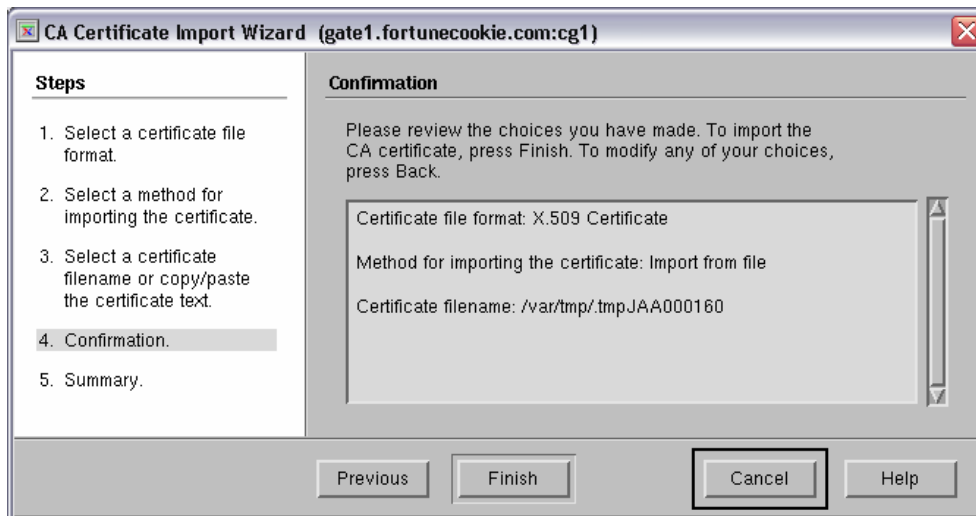 CA Certificate Import Wizard (gate1.fortunecookie.com:cg1)
Steps
1. Select a certificate file
format.
2. Select a method for
importing the certificate.
3. Select a certificate
filename or copy/paste
the certificate text.
4. Confirmation.
5. Summary.
Confirmation
Please review the choices you have made. To import the
CA certificate, press Finish. To modify any of your choices,
press Back.
Certificate file format: X.509 Certificate
Method for importing the certificate: Import from file
Certificate filename: /var/tmp/.tmpJAA000160
Previous
Finish
Cancel
Help